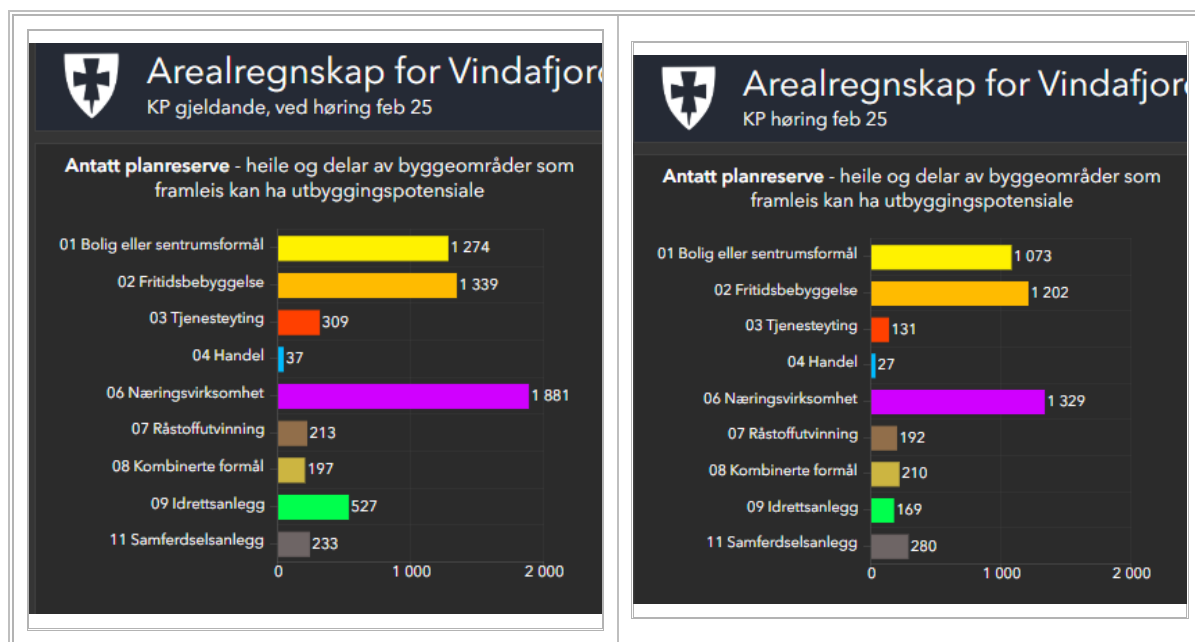 Arealregnskap for Vindafjord
KP gjeldande, ved høring feb 25
Antatt planreserve - heile og delar av byggeområder som
framleis kan ha utbyggingspotensiale
01 Bolig eller sentrumsformål 1 274
02 Fritidsbebyggelse 1 339
03 Tjenesteyting 309
04 Handel 37
06 Næringsvirksomhet 1 881
07 Råstoffutvinning 213
08 Kombinerte formål 197
09 Idrettsanlegg 527
11 Samferdselsanlegg 233
0 1 000 2 000
Arealregnskap for Vindafjor
KP høring feb 25
Antatt planreserve - heile og delar av byggeområder som
framleis kan ha utbyggingspotensiale
01 Bolig eller sentrumsformål 1 073
02 Fritidsbebyggelse 1 202
03 Tjenesteyting 131
04 Handel 27
06 Næringsvirksomhet 1 329
07 Råstoffutvinning 192
08 Kombinerte formål 210
09 Idrettsanlegg 169
11 Samferdselsanlegg 280
0 1 000 2 000